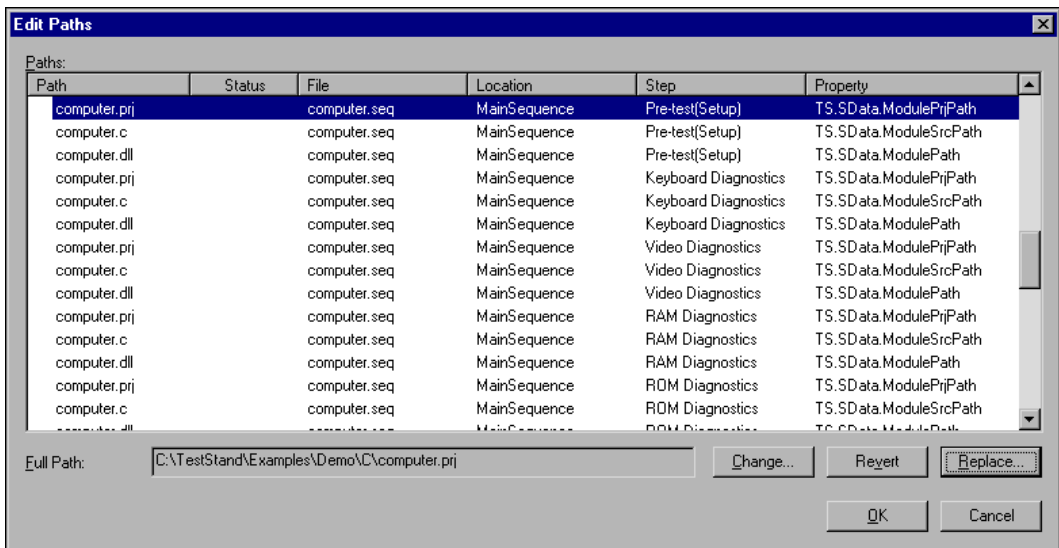 Edit Paths
Paths:
Path Status File Location Step Property
computer.prj computer.seq MainSequence Pre-test(Setup) TS.SData.ModulePrjPath
computer.c computer.seq MainSequence Pre-test(Setup) TS.SData.ModuleSrcPath
computer.dll computer.seq MainSequence Pre-test(Setup) TS.SData.ModulePath
computer.prj computer.seq MainSequence Keyboard Diagnostics TS.SData.ModulePrjPath
computer.c computer.seq MainSequence Keyboard Diagnostics TS.SData.ModuleSrcPath
computer.dll computer.seq MainSequence Keyboard Diagnostics TS.SData.ModulePath
computer.prj computer.seq MainSequence Video Diagnostics TS.SData.ModulePrjPath
computer.c computer.seq MainSequence Video Diagnostics TS.SData.ModuleSrcPath
computer.dll computer.seq MainSequence Video Diagnostics TS.SData.ModulePath
computer.prj computer.seq MainSequence RAM Diagnostics TS.SData.ModulePrjPath
computer.c computer.seq MainSequence RAM Diagnostics TS.SData.ModuleSrcPath
computer.dll computer.seq MainSequence RAM Diagnostics TS.SData.ModulePath
computer.prj computer.seq MainSequence ROM Diagnostics TS.SData.ModulePrjPath
computer.c computer.seq MainSequence ROM Diagnostics TS.SData.ModuleSrcPath
Full Path: C:\TestStand\Examples\Demo\C\computer.prj Change... Revert Replace...
OK Cancel